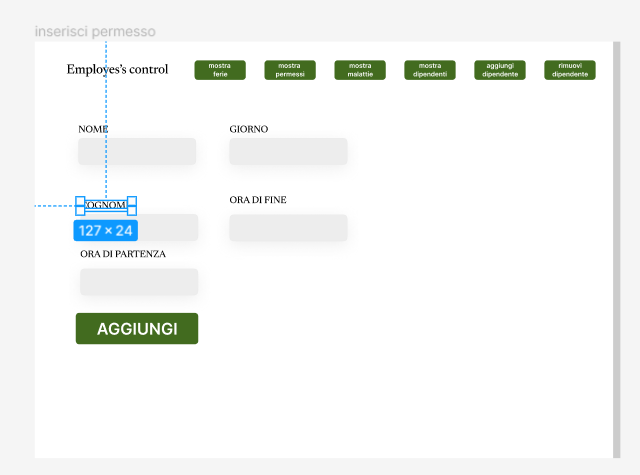 inserisci permesso
Employes's control
mostra
ferie
mostra
permessi
mostra
malattie
mostra
dipendenti
aggiungi
dipendente
rimuovi
dipendente
NOME
GIORNO
COGNOME
ORA DI FINE
127 × 24
ORA DI PARTENZA
AGGIUNGI